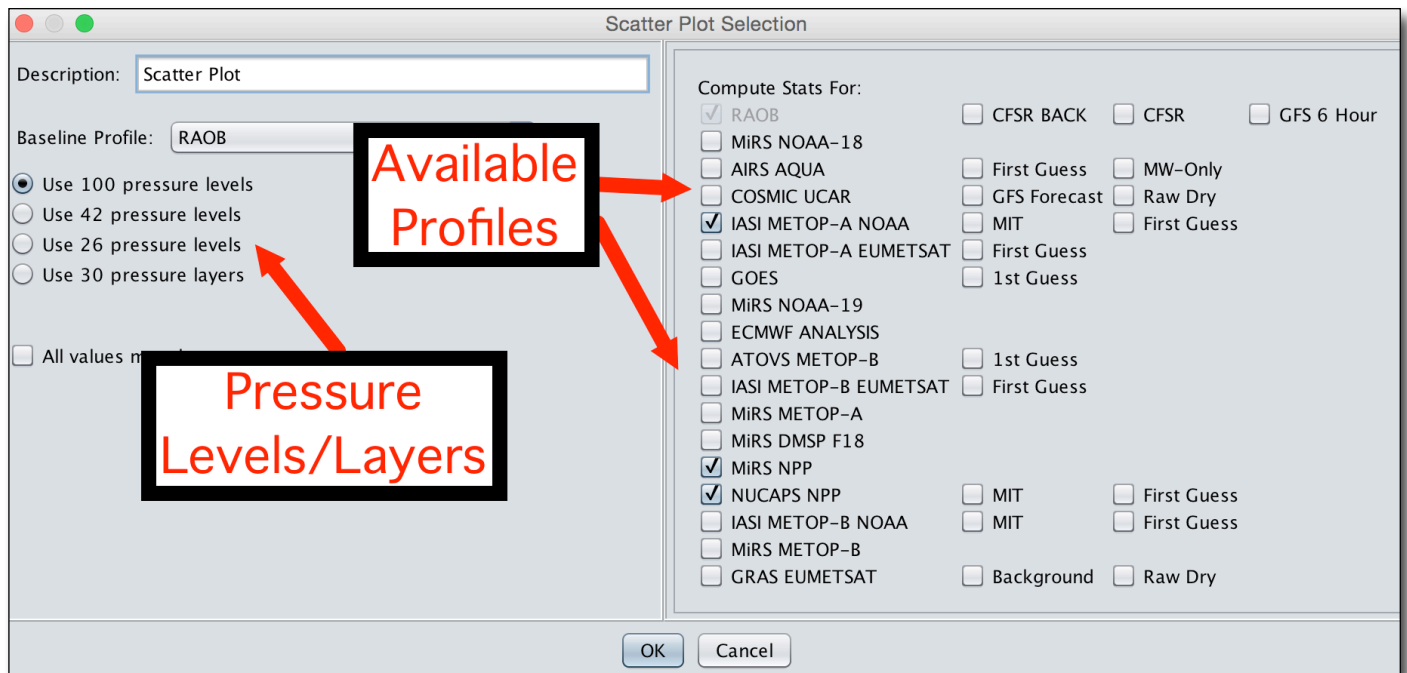 Scatter Plot Selection
Description: Scatter Plot
Baseline Profile: RAOB
Use 100 pressure levels
Use 42 pressure levels
Use 26 pressure levels
Use 30 pressure layers
All values
Available
Profiles
Pressure
Levels/Layers
Compute Stats For:
RAOB CFSR BACK CFSR GFS 6 Hour
MiRS NOAA-18
AIRS AQUA First Guess MW-Only
COSMIC UCAR GFS Forecast Raw Dry
IASI METOP-A NOAA MIT First Guess
IASI METOP-A EUMETSAT First Guess
GOES 1st Guess
MiRS NOAA-19
ECMWF ANALYSIS
ATOVS METOP-B 1st Guess
IASI METOP-B EUMETSAT First Guess
MiRS METOP-A
MiRS DMSP F18
MiRS NPP
NUCAPS NPP MIT First Guess
IASI METOP-B NOAA MIT First Guess
MiRS METOP-B
GRAS EUMETSAT Background Raw Dry
OK Cancel